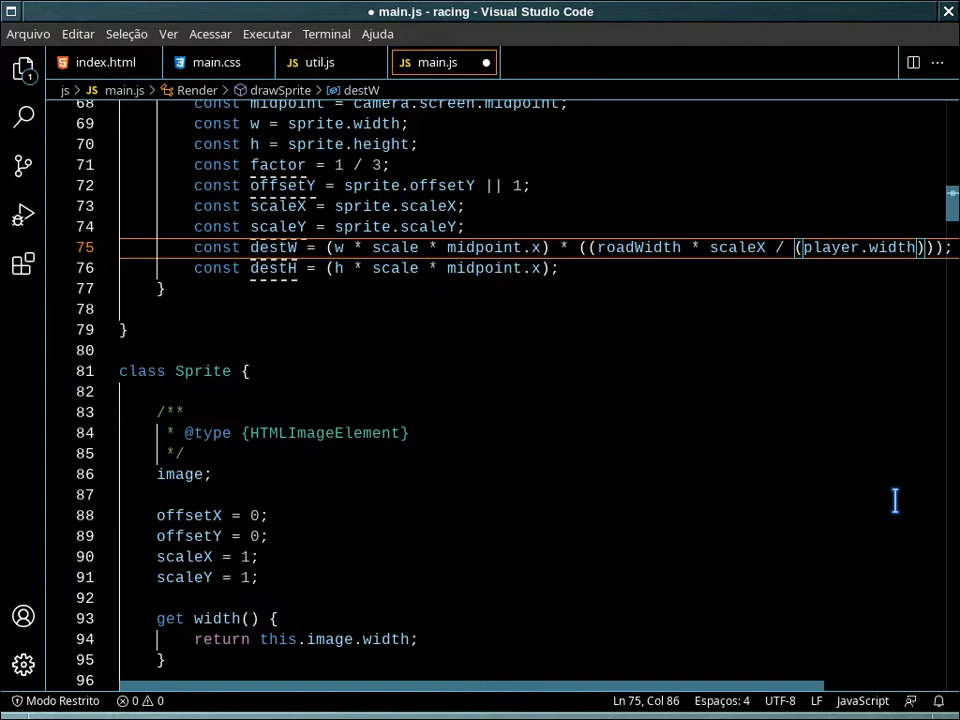 ● main.js - racing - Visual Studio Code
Arquivo Editar Seleção Ver Acessar Executar Terminal Ajuda
index.html main.css JS util.js JS main.js ●
js > JS main.js > Render > drawSprite > destW
68 const midpoint = camera.screen.midpoint;
69 const w = sprite.width;
70 const h = sprite.height;
71 const factor = 1 / 3;
72 const offsetY = sprite.offsetY || 1;
73 const scaleX = sprite.scaleX;
74 const scaleY = sprite.scaleY;
75 const destW = (w * scale * midpoint.x) * ((roadWidth * scaleX / (player.width)));
76 const destH = (h * scale * midpoint.x);
77 }
78
79 }
80
81 class Sprite {
82
83 /**
84 * @type {HTMLImageElement}
85 */
86 image;
87
88 offsetX = 0;
89 offsetY = 0;
90 scaleX = 1;
91 scaleY = 1;
92
93 get width() {
94 return this.image.width;
95 }
96
1
Modo Restrito 0 0 Ln 75, Col 86 Espaços: 4 UTF-8 LF JavaScript